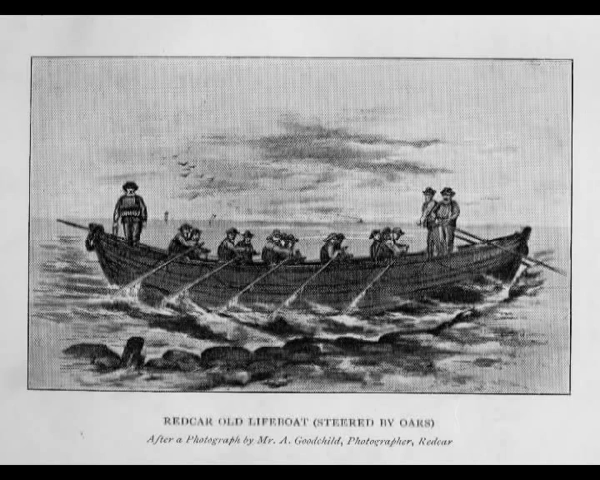 REDCAR OLD LIFEBOAT (STEERED BY OARS)
After a Photograph by Mr. A. Goodchild, Photographer, Redcar